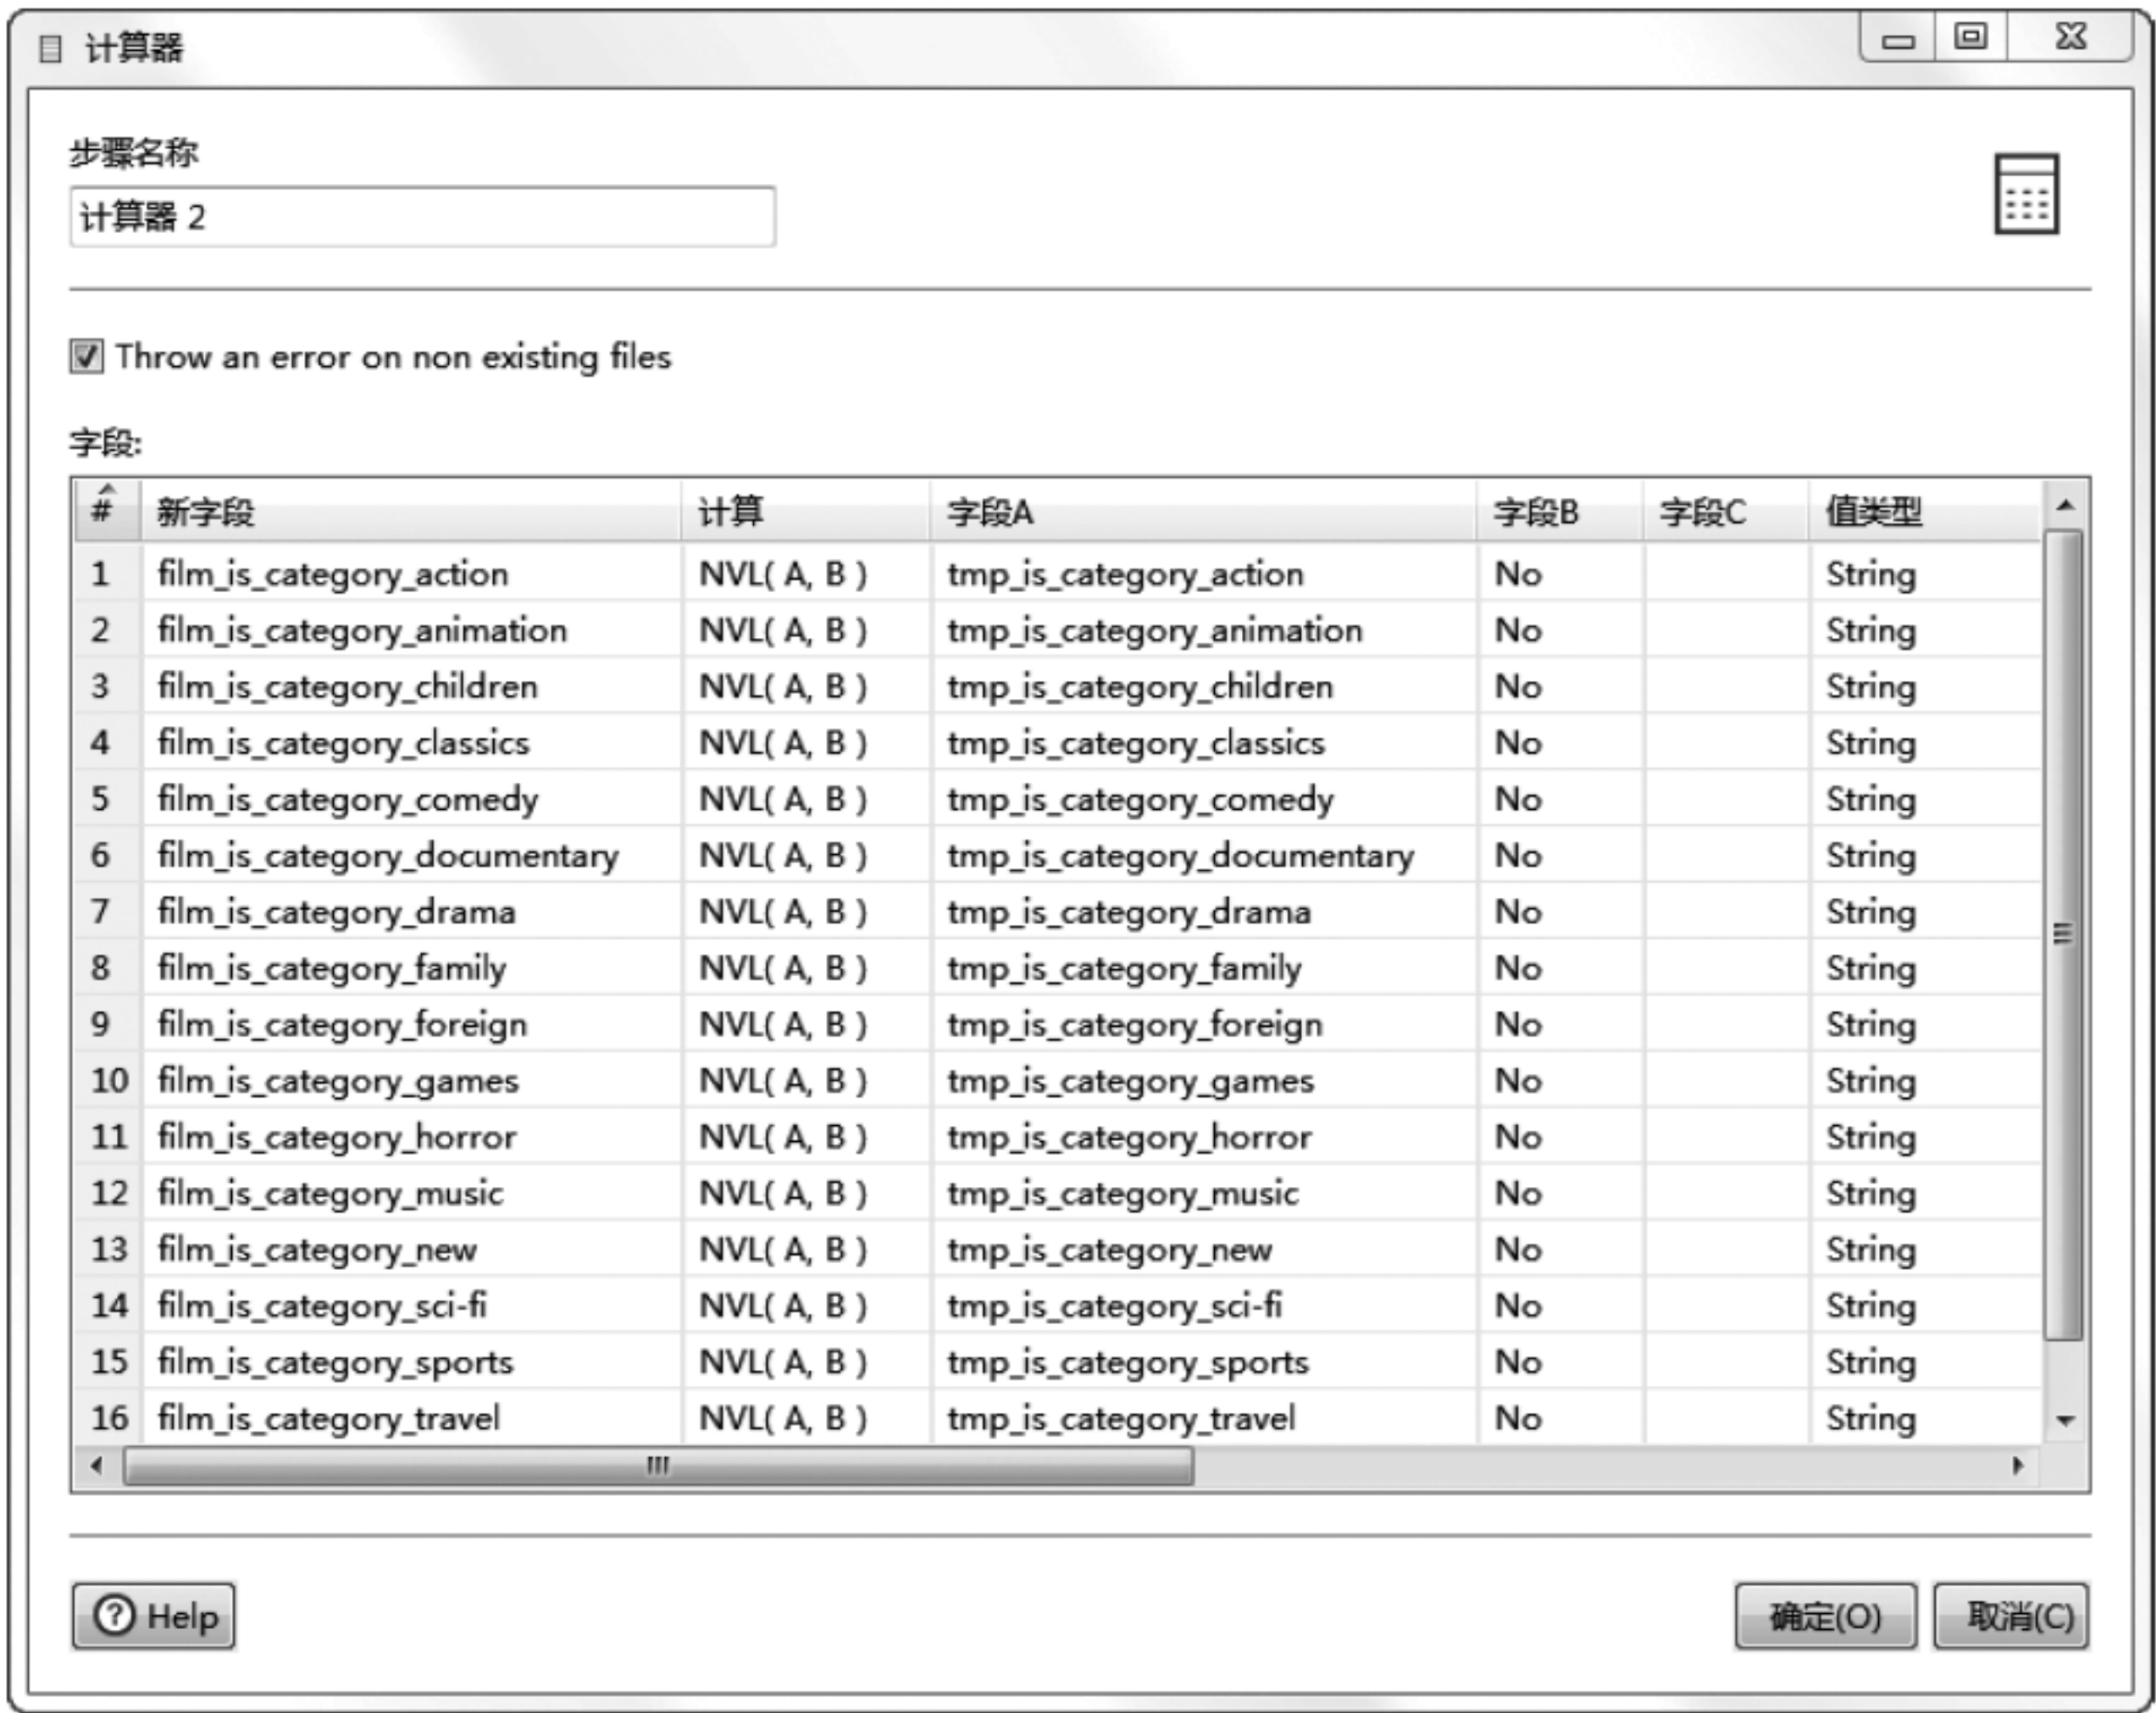 计算器
步骤名称
计算器 2
Throw an error on non existing files
字段:
# 新字段 计算 字段A 字段B 字段C 值类型
1 film_is_category_action NVL( A, B ) tmp_is_category_action No String
2 film_is_category_animation NVL( A, B ) tmp_is_category_animation No String
3 film_is_category_children NVL( A, B ) tmp_is_category_children No String
4 film_is_category_classics NVL( A, B ) tmp_is_category_classics No String
5 film_is_category_comedy NVL( A, B ) tmp_is_category_comedy No String
6 film_is_category_documentary NVL( A, B ) tmp_is_category_documentary No String
7 film_is_category_drama NVL( A, B ) tmp_is_category_drama No String
8 film_is_category_family NVL( A, B ) tmp_is_category_family No String
9 film_is_category_foreign NVL( A, B ) tmp_is_category_foreign No String
10 film_is_category_games NVL( A, B ) tmp_is_category_games No String
11 film_is_category_horror NVL( A, B ) tmp_is_category_horror No String
12 film_is_category_music NVL( A, B ) tmp_is_category_music No String
13 film_is_category_new NVL( A, B ) tmp_is_category_new No String
14 film_is_category_sci-fi NVL( A, B ) tmp_is_category_sci-fi No String
15 film_is_category_sports NVL( A, B ) tmp_is_category_sports No String
16 film_is_category_travel NVL( A, B ) tmp_is_category_travel No String
Help 确定(O) 取消(C)